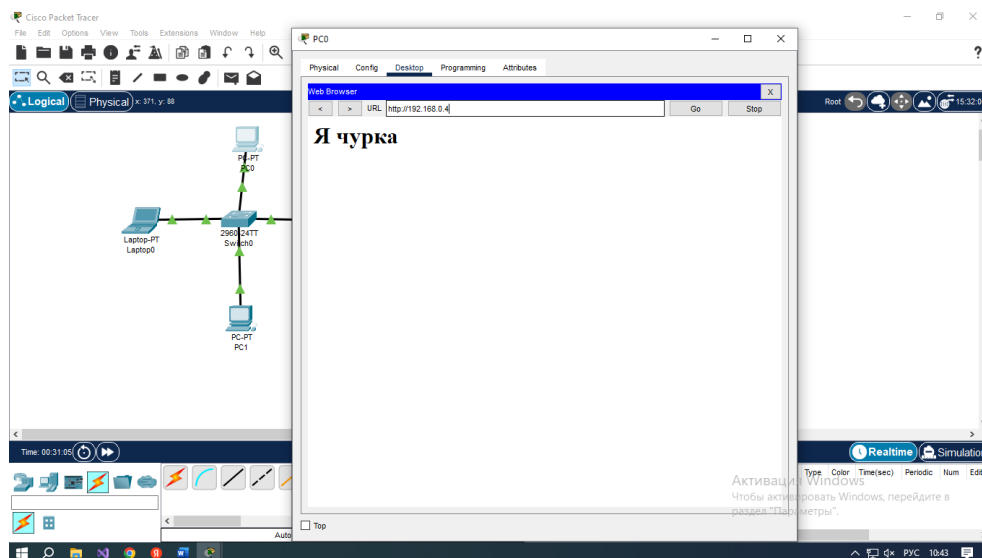 Cisco Packet Tracer
File Edit Options View Tools Extensions Window Help
Logical Physical x: 371, y: 88
Root 15:32:0
PC-PT
PC0
Laptop-PT
Laptop0
2960-24TT
Switch0
PC-PT
PC1
PC0
Physical Config Desktop Programming Attributes
Web Browser X
< > URL http://192.168.0.4 Go Stop
Я чурка
Top
Time: 00:31:05
Realtime Simulation
Type Color Time(sec) Periodic Num Edit
Auto
Активация Windows
Чтобы активировать Windows, перейдите в
раздел "Параметры".
РУС 10:43